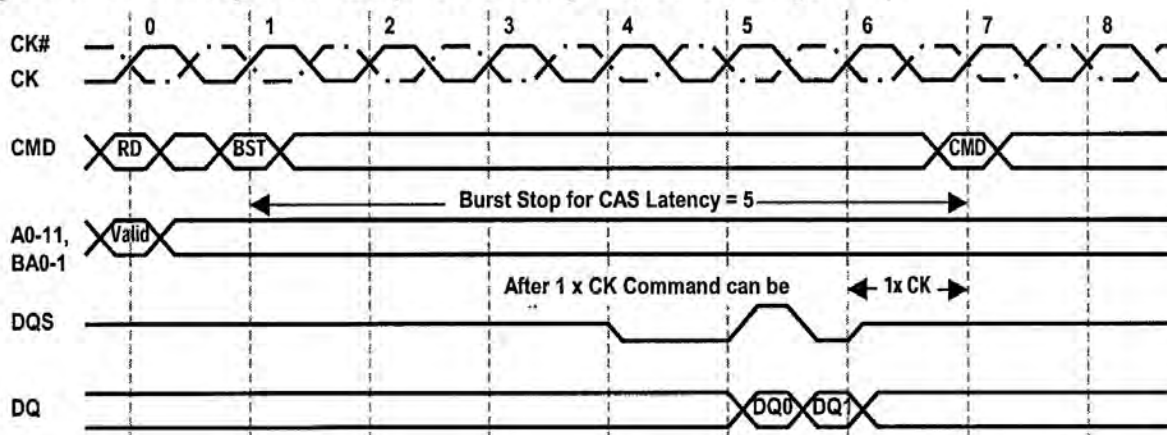 0 1 2 3 4 5 6 7 8
CK#
CK
CMD RD BST CMD
Burst Stop for CAS Latency = 5
A0-11, Valid
BA0-1
After 1 x CK Command can be 1x CK
DQS
DQ DQ0 DQ1